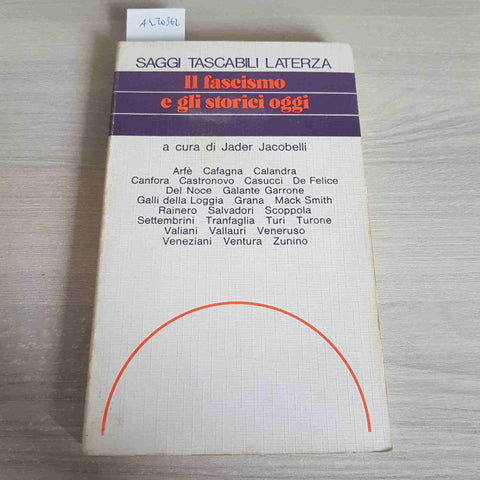 SAGGI TASCABILI LATERZA
Il fascismo
e gli storici oggi
a cura di Jader Jacobelli
Arfè Cafagna Calandra
Canfora Castronovo Casucci De Felice
Del Noce Galante Garrone
Galli della Loggia Grana Mack Smith
Rainero Salvadori Scoppola
Settembrini Tranfaglia Turi Turone
Valiani Vallauri Veneruso
Veneziani Ventura Zunino